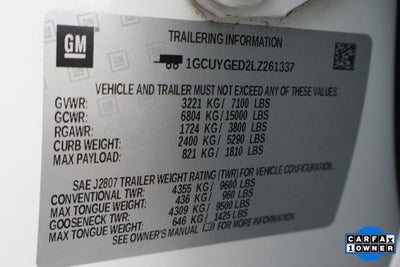 GM
TRAILERING INFORMATION
1GCUYGED2LZ261337
VEHICLE AND TRAILER MUST NOT EXCEED ANY OF THESE WEIGHTS
GVWR: 3221 KG / 7100 LBS
GCWR: 6804 KG / 15000 LBS
RGAWR: 1724 KG / 3800 LBS
CURB WEIGHT: 2400 KG / 5290 LBS
MAX PAYLOAD: 821 KG / 1810 LBS
SAE J2807 TRAILER WEIGHT RATING (TWR) FOR VEHICLE CONFIGURATION:
CONVENTIONAL TWR: 4355 KG / 9600 LBS
MAX TONGUE WEIGHT: 436 KG / 960 LBS
GOOSENECK TWR: 4309 KG / 9500 LBS
MAX TONGUE WEIGHT: 646 KG / 1425 LBS
SEE OWNER'S MANUAL FOR MORE INFORMATION
CARFAX
1 OWNER